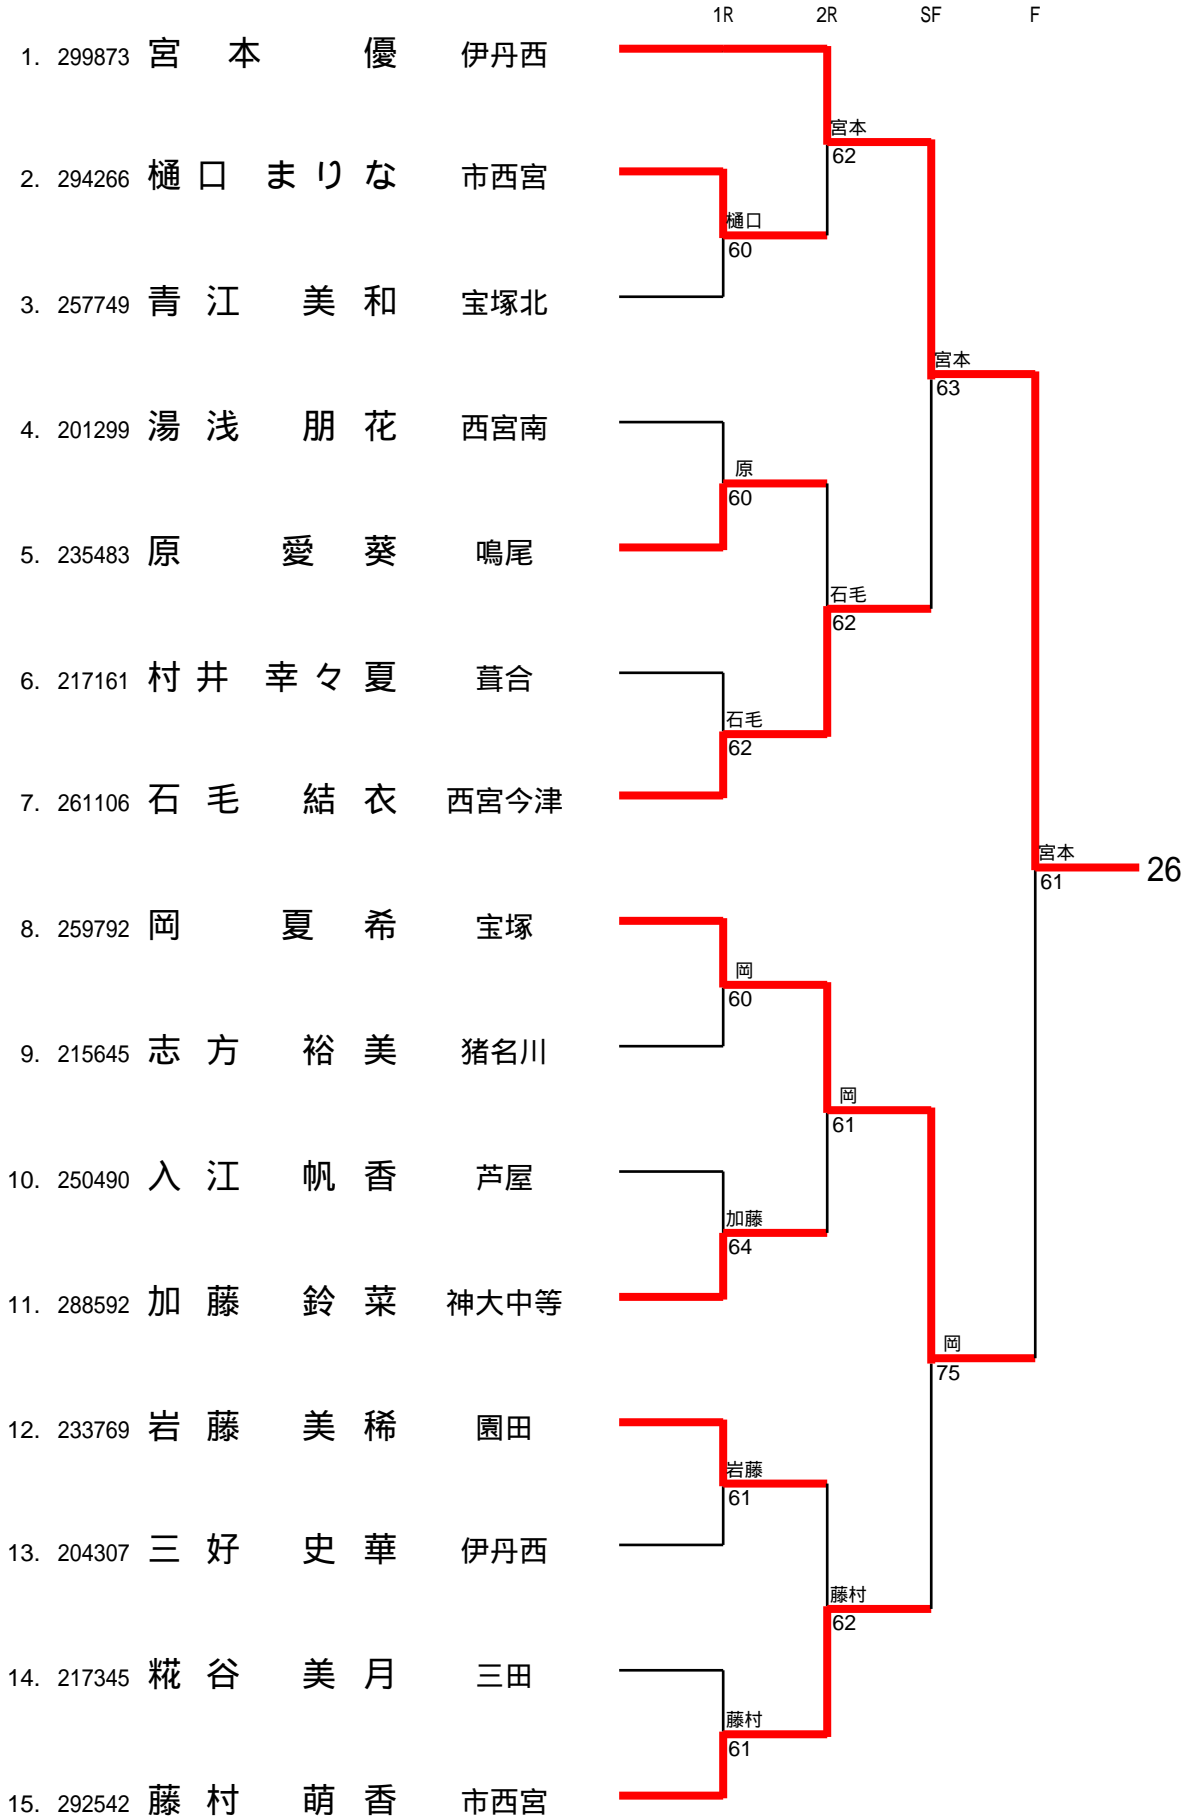 1R 2R SF F
1. 299873 宮本 優 伊丹西
宮本
62
2. 294266 樋口 まりな 市西宮
樋口
60
3. 257749 青江 美和 宝塚北
宮本
63
4. 201299 湯浅 朋花 西宮南
原
60
5. 235483 原 愛葵 鳴尾
石毛
62
6. 217161 村井 幸々夏 葺合
石毛
62
7. 261106 石毛 結衣 西宮今津
宮本
61
26
8. 259792 岡 夏希 宝塚
岡
60
9. 215645 志方 裕美 猪名川
岡
61
10. 250490 入江 帆香 芦屋
加藤
64
11. 288592 加藤 鈴菜 神大中等
岡
75
12. 233769 岩藤 美稀 園田
岩藤
61
13. 204307 三好 史華 伊丹西
藤村
62
14. 217345 糀谷 美月 三田
藤村
61
15. 292542 藤村 萌香 市西宮